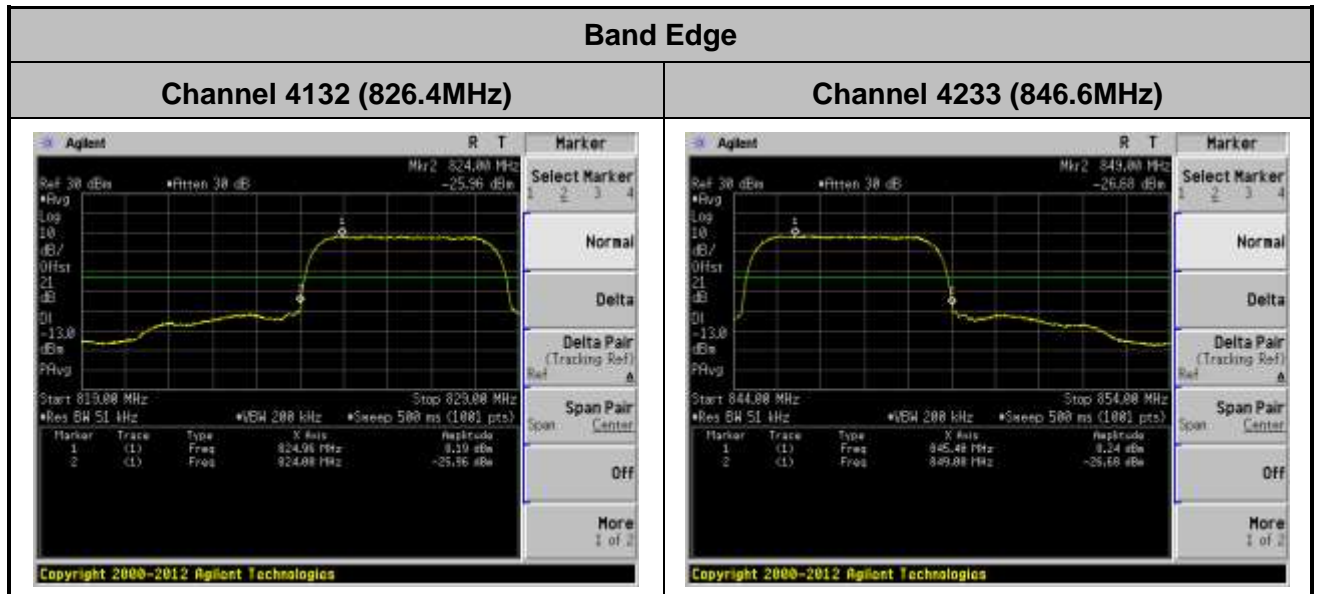 Band Edge
Channel 4132 (826.4MHz)
Channel 4233 (846.6MHz)
Agilent R T Marker
Mkr2 824.00 MHz
Ref 30 dBm #Atten 30 dB -25.96 dBm
Select Marker
1 2 3 4
#Avg
Log
10
dB/
Offst
21
dB
DI
-13.0
dBm
PAvg
Normal
Delta
Delta Pair
(Tracking Ref)
Ref Δ
Span Pair
Span Center
Off
More
1 of 2
Start 819.00 MHz Stop 829.00 MHz
#Res BW 51 kHz #VBW 200 kHz #Sweep 500 ms (1001 pts)
Marker Trace Type X Axis Amplitude
1 (1) Freq 824.96 MHz 8.19 dBm
2 (1) Freq 824.00 MHz -25.96 dBm
Copyright 2000-2012 Agilent Technologies
Agilent R T Marker
Mkr2 849.00 MHz
Ref 30 dBm #Atten 30 dB -26.68 dBm
Select Marker
1 2 3 4
#Avg
Log
10
dB/
Offst
21
dB
DI
-13.0
dBm
PAvg
Normal
Delta
Delta Pair
(Tracking Ref)
Ref Δ
Span Pair
Span Center
Off
More
1 of 2
Start 844.00 MHz Stop 854.00 MHz
#Res BW 51 kHz #VBW 200 kHz #Sweep 500 ms (1001 pts)
Marker Trace Type X Axis Amplitude
1 (1) Freq 845.40 MHz 8.24 dBm
2 (1) Freq 849.00 MHz -26.68 dBm
Copyright 2000-2012 Agilent Technologies